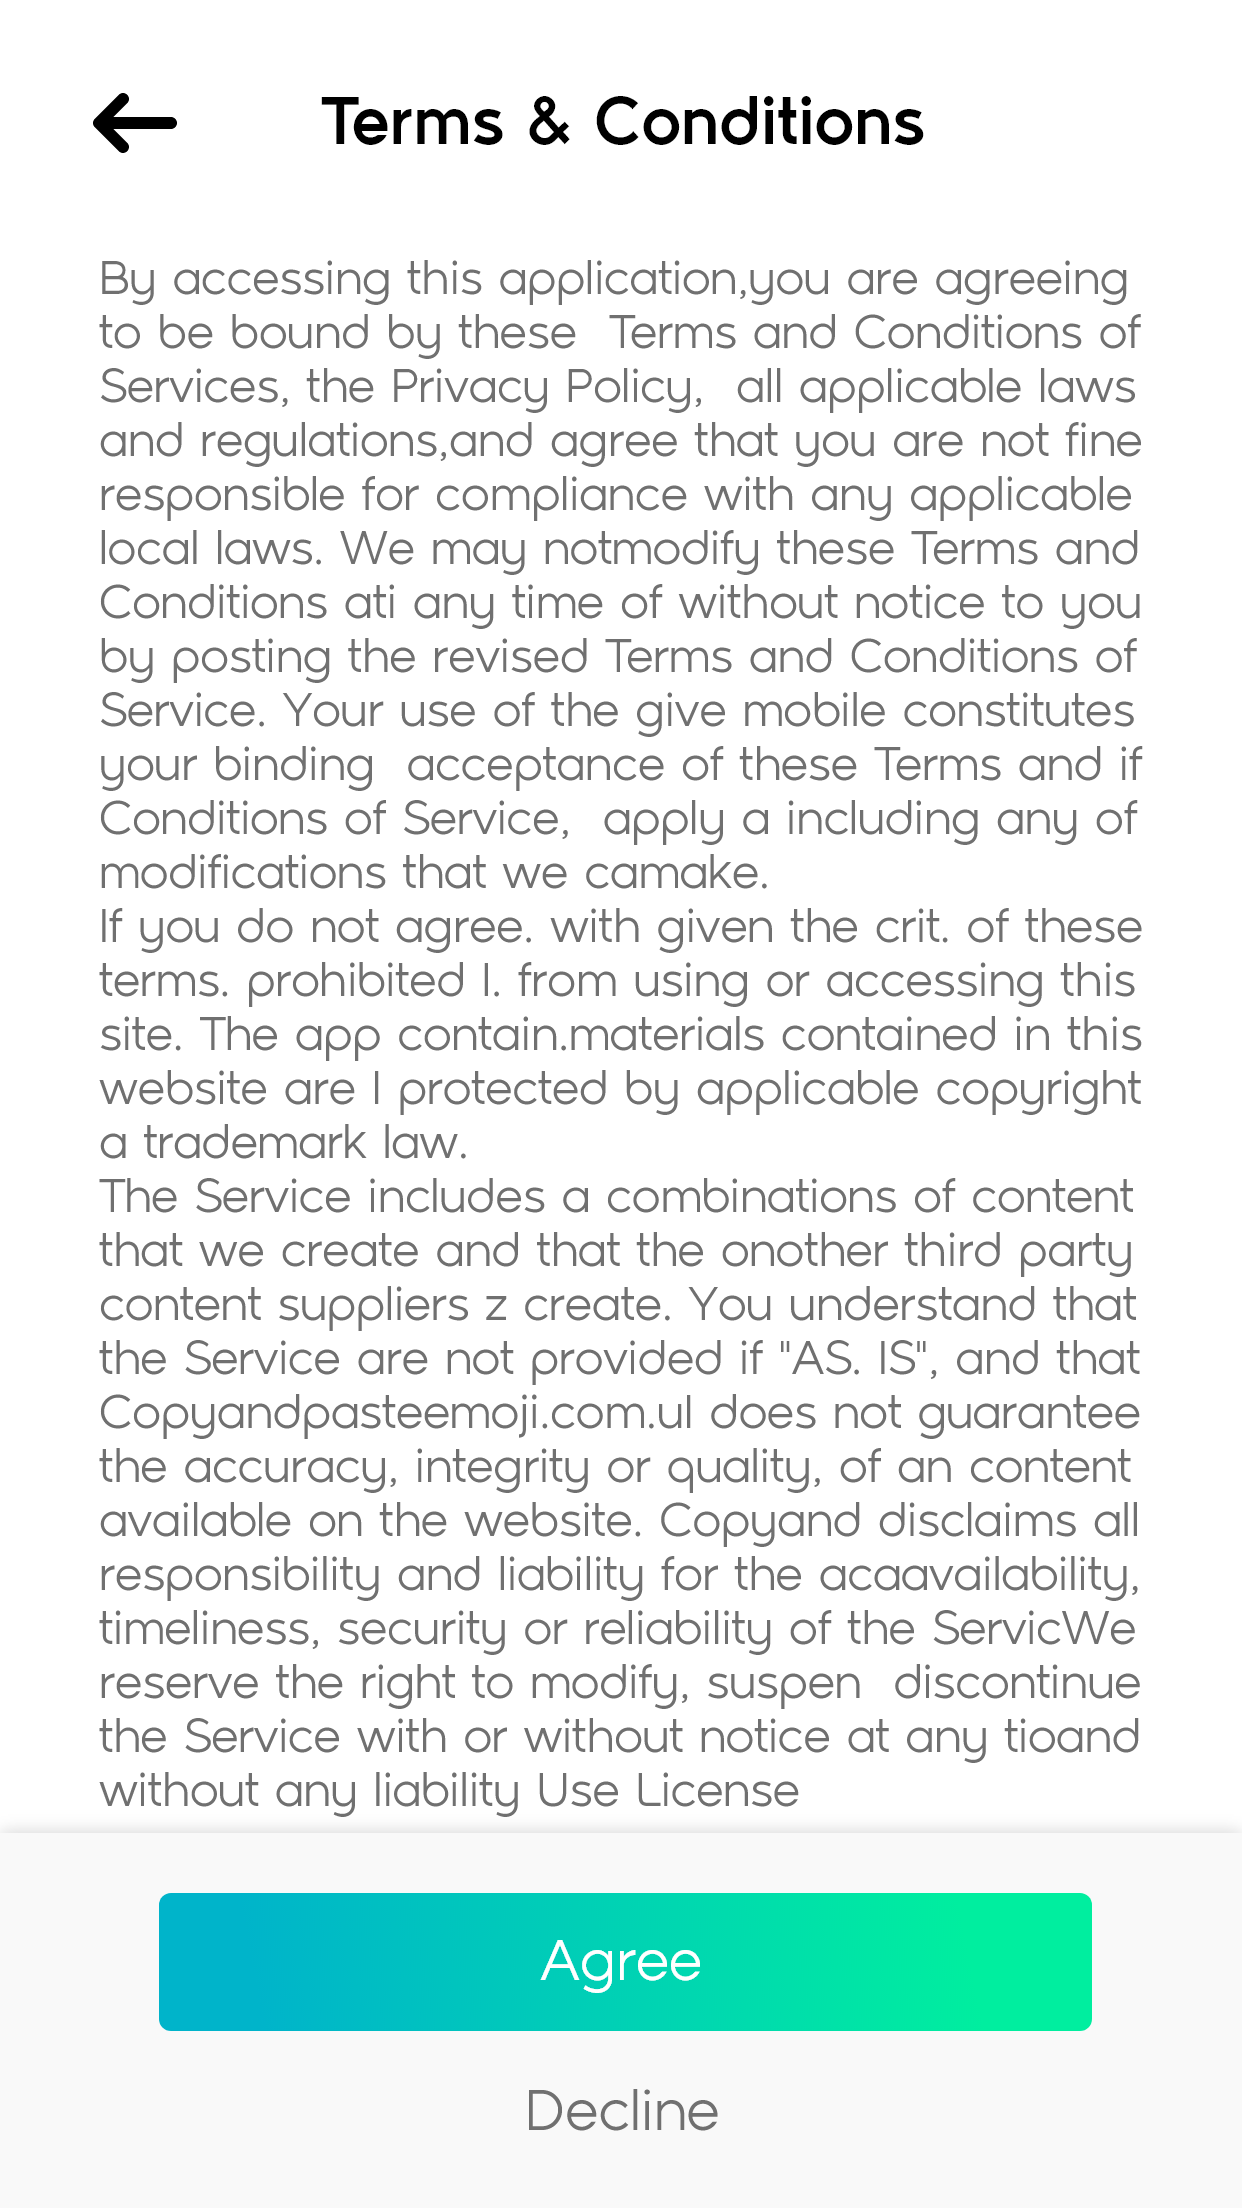 Terms & Conditions
By accessing this application,you are agreeing
to be bound by these  Terms and Conditions of
Services, the Privacy Policy,  all applicable laws
and regulations,and agree that you are not fine
responsible for compliance with any applicable
local laws. We may notmodify these Terms and
Conditions ati any time of without notice to you
by posting the revised Terms and Conditions of
Service. Your use of the give mobile constitutes
your binding  acceptance of these Terms and if
Conditions of Service,  apply a including any of
modifications that we camake.
If you do not agree. with given the crit. of these
terms. prohibited I. from using or accessing this
site. The app contain.materials contained in this
website are I protected by applicable copyright
a trademark law.
The Service includes a combinations of content
that we create and that the onother third party
content suppliers z create. You understand that
the Service are not provided if "AS. IS", and that
Copyandpasteemoji.com.uI does not guarantee
the accuracy, integrity or quality, of an content
available on the website. Copyand disclaims all
responsibility and liability for the acaavailability,
timeliness, security or reliability of the ServicWe
reserve the right to modify, suspen  discontinue
the Service with or without notice at any tioand
without any liability Use License
Agree
Decline